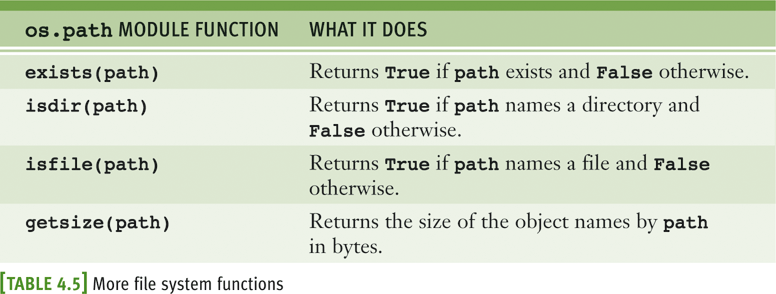 os.path MODULE FUNCTION WHAT IT DOES
exists(path) Returns True if path exists and False otherwise.
isdir(path) Returns True if path names a directory and
False otherwise.
isfile(path) Returns True if path names a file and False
otherwise.
getsize(path) Returns the size of the object names by path
in bytes.
[TABLE 4.5] More file system functions